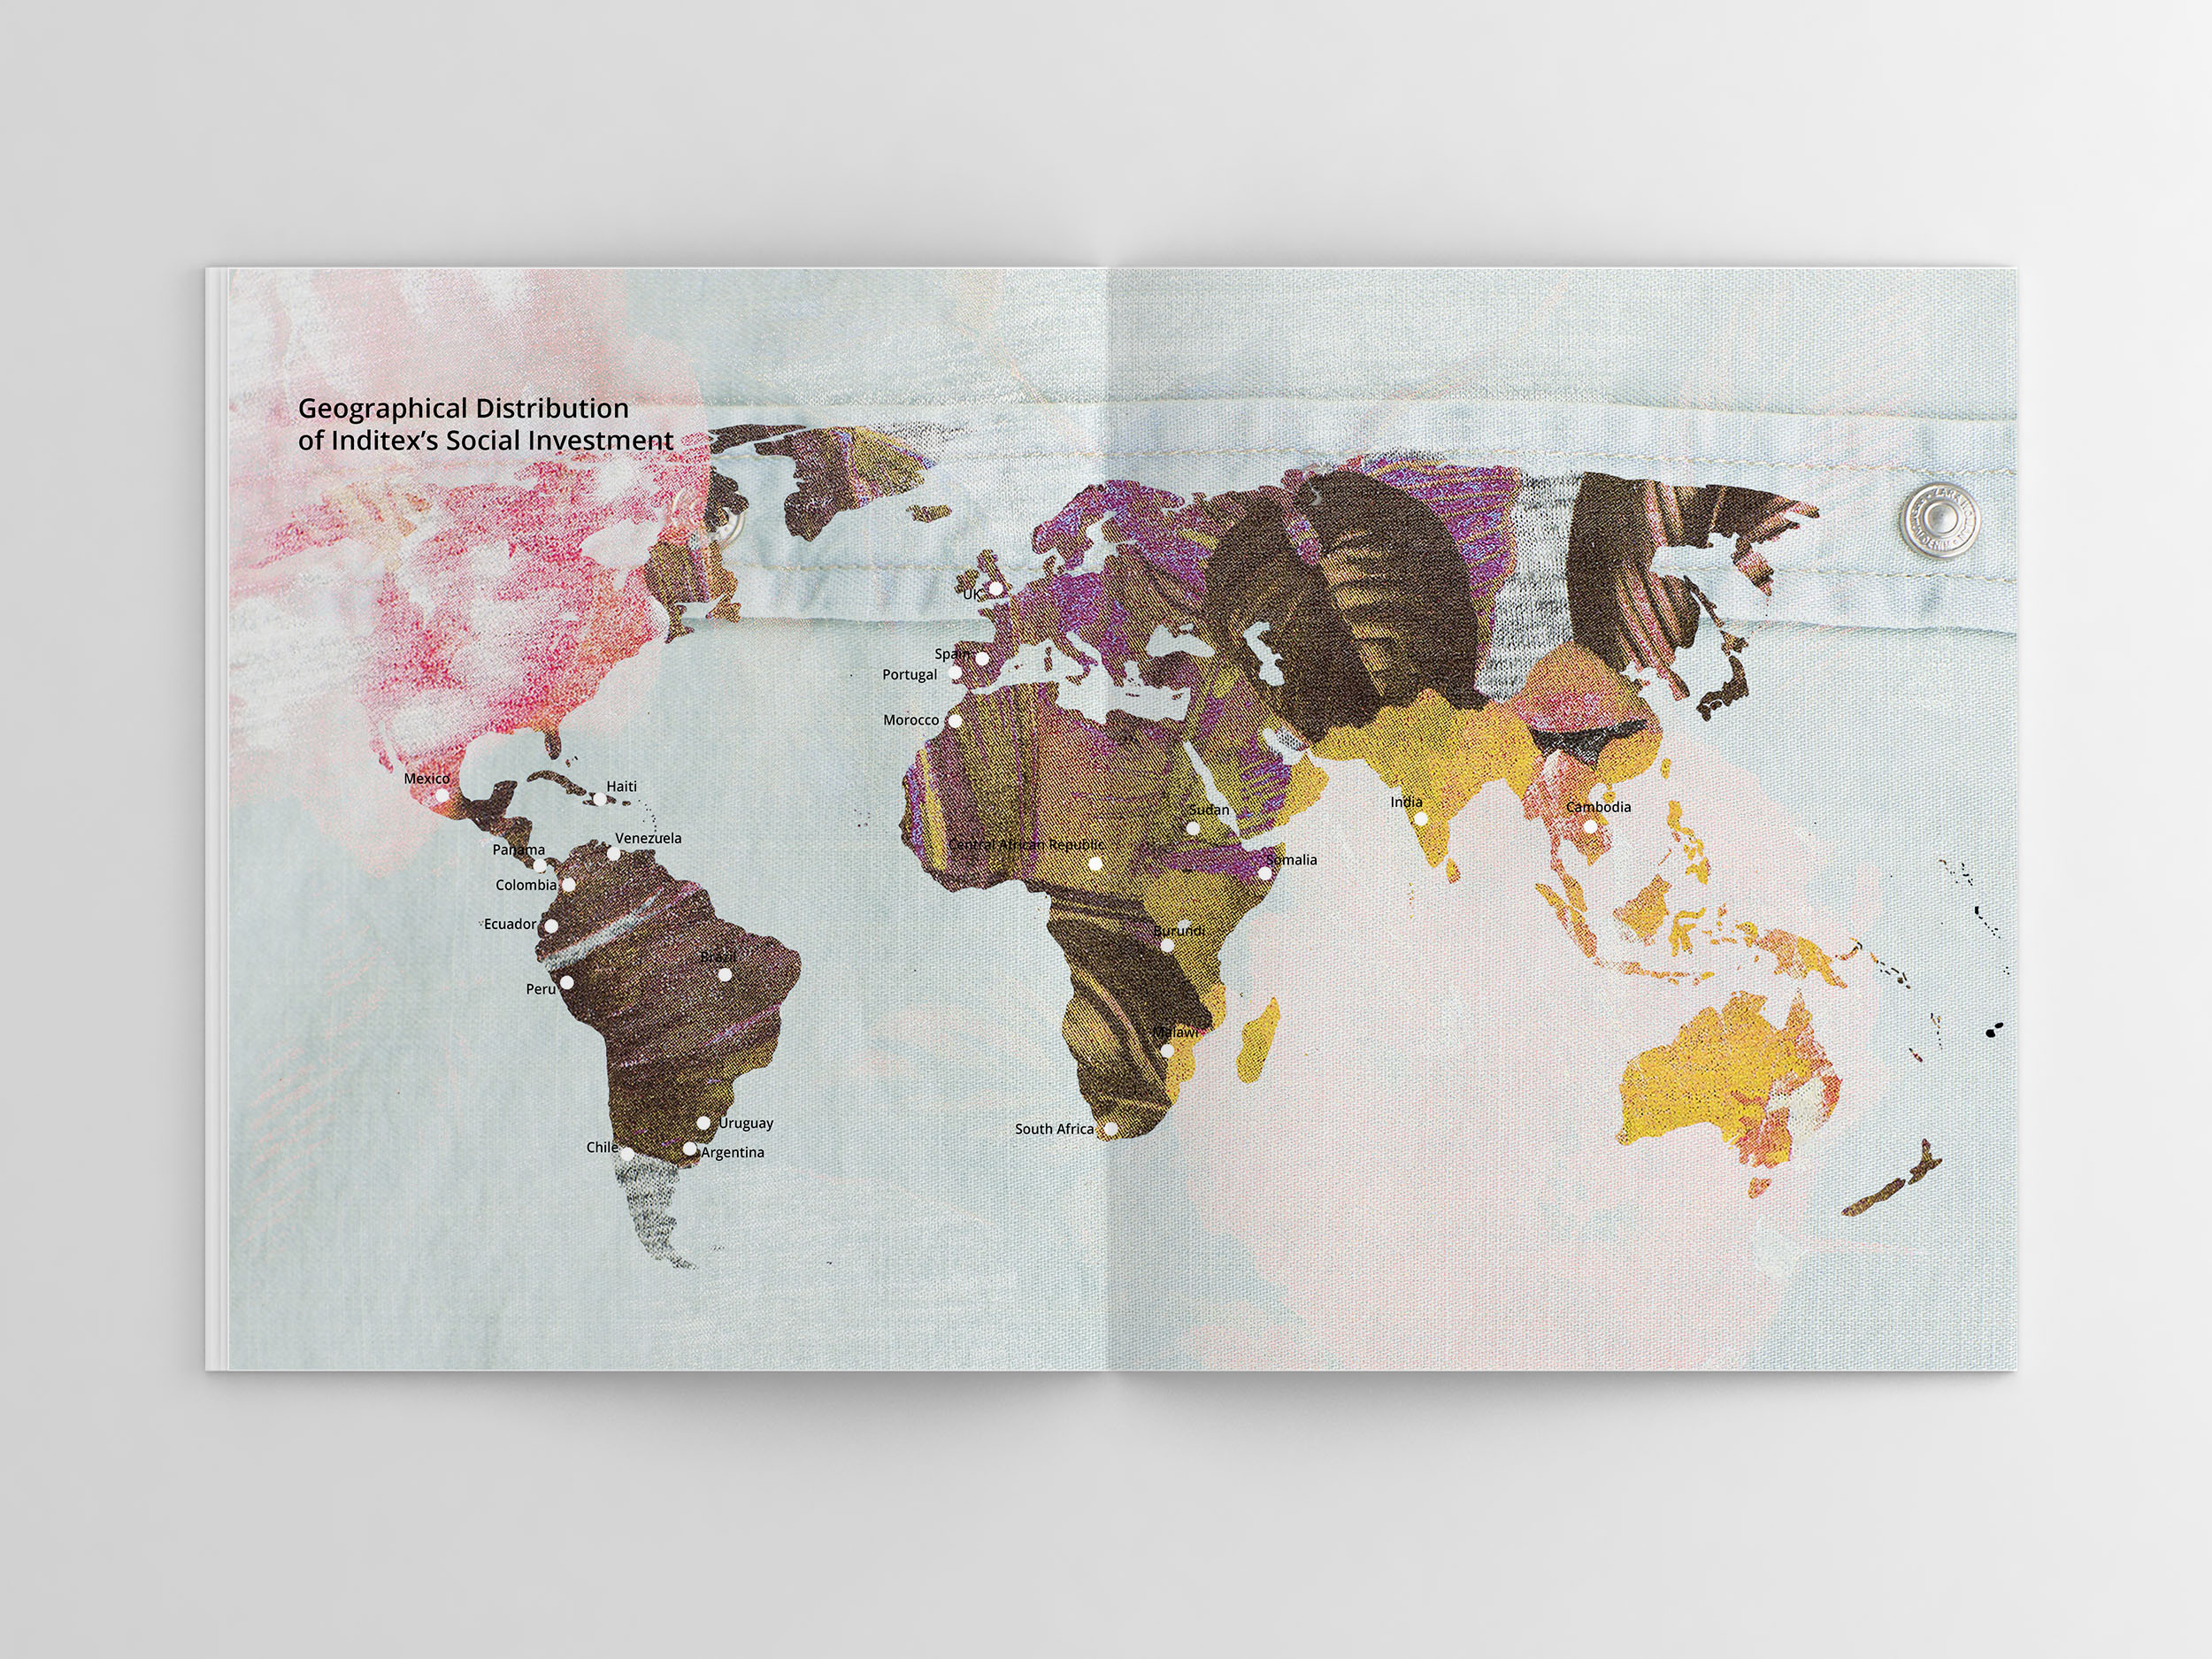 Geographical Distribution
of Inditex’s Social Investment
UK
Spain
Portugal
Morocco
Mexico
Haiti
Venezuela
Panama
Colombia
Ecuador
Brazil
Peru
Uruguay
Chile
Argentina
Sudan
Central African Republic
Somalia
Burundi
Malawi
South Africa
India
Cambodia